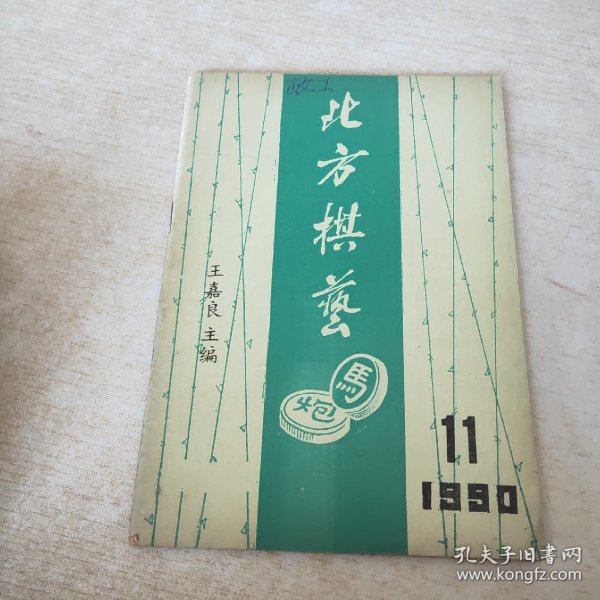 北方棋藝
王嘉良 主编
馬
炮
11
1990
孔夫子旧书网
www.kongfz.com